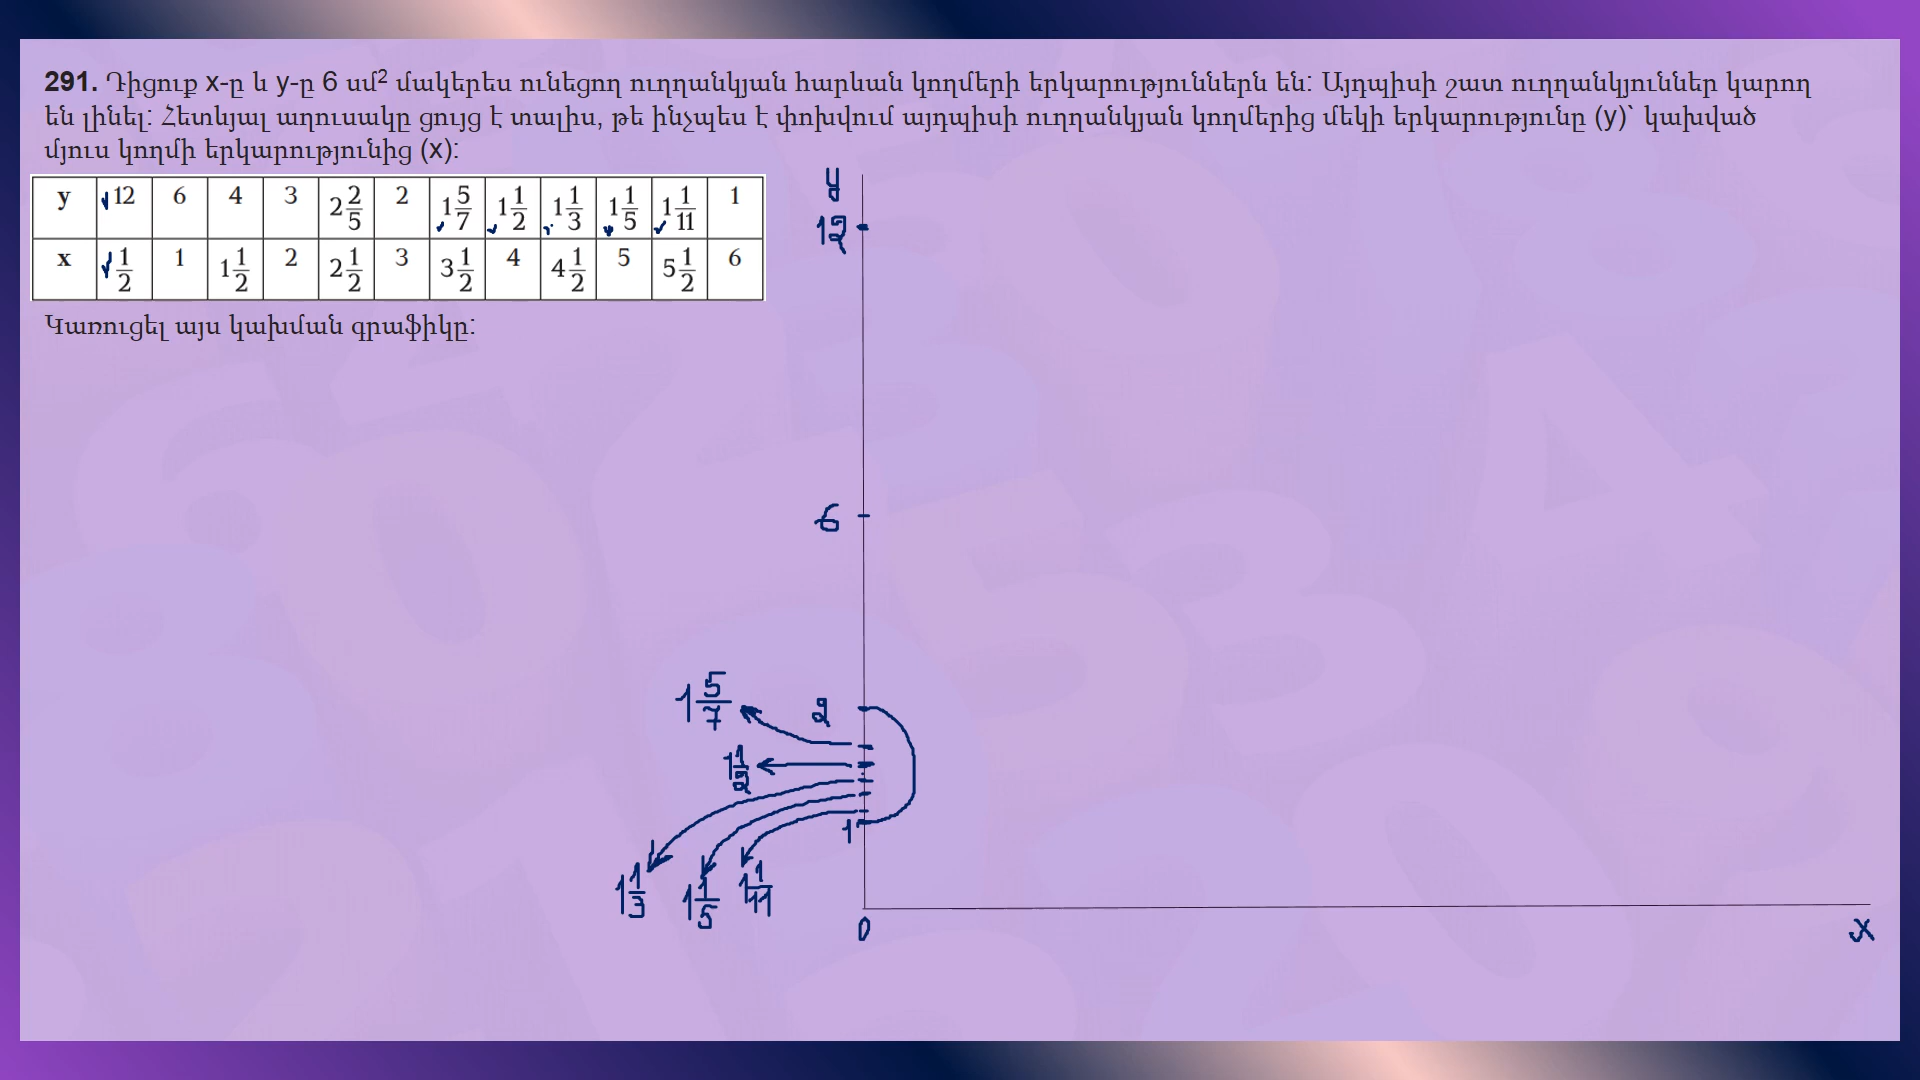 291. Դիցուք x-ը և y-ը 6 սմ² մակերես ունեցող ուղղանկյան հարևան կողմերի երկարություններն են: Այդպիսի շատ ուղղանկյուններ կարող
են լինել: Հետևյալ աղուսակը ցույց է տալիս, թե ինչպես է փոխվում այդպիսի ուղղանկյան կողմերից մեկի երկարությունը (y)` կախված
մյուս կողմի երկարությունից (x):
y 12 6 4 3 2 2/5 2 1 5/7 1 1/2 1 1/3 1 1/5 1 1/11 1
x 1/2 1 1 1/2 2 2 1/2 3 3 1/2 4 4 1/2 5 5 1/2 6
Կառուցել այս կախման գրաֆիկը:
y
12
6
1 5/7 2
1 1/2
1
1 1/3 1 1/5 1 1/11
0 x